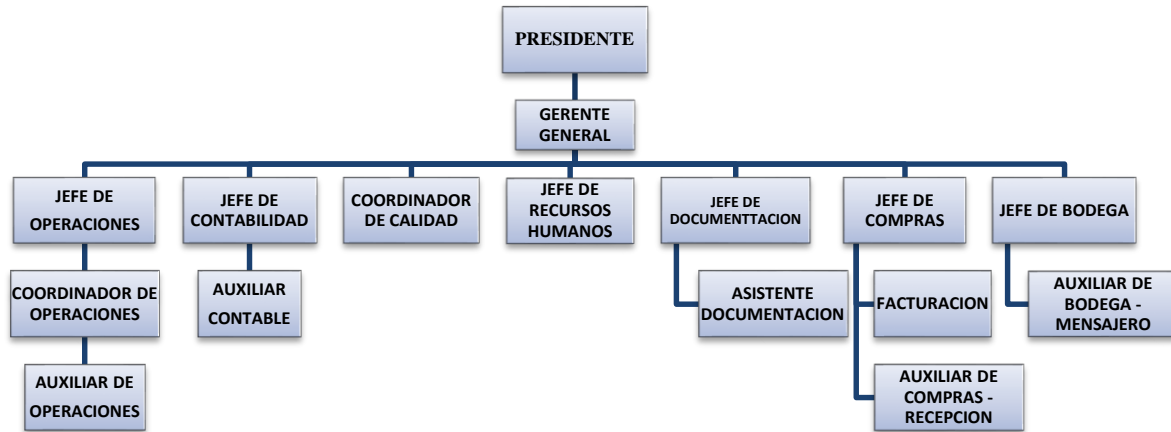 PRESIDENTE
GERENTE
GENERAL
JEFE DE
OPERACIONES
JEFE DE
CONTABILIDAD
COORDINADOR
DE CALIDAD
JEFE DE
RECURSOS
HUMANOS
JEFE DE
DOCUMENTTACION
JEFE DE
COMPRAS
JEFE DE BODEGA
COORDINADOR DE
OPERACIONES
AUXILIAR
CONTABLE
ASISTENTE
DOCUMENTACION
FACTURACION
AUXILIAR DE
BODEGA -
MENSAJERO
AUXILIAR DE
OPERACIONES
AUXILIAR DE
COMPRAS -
RECEPCION